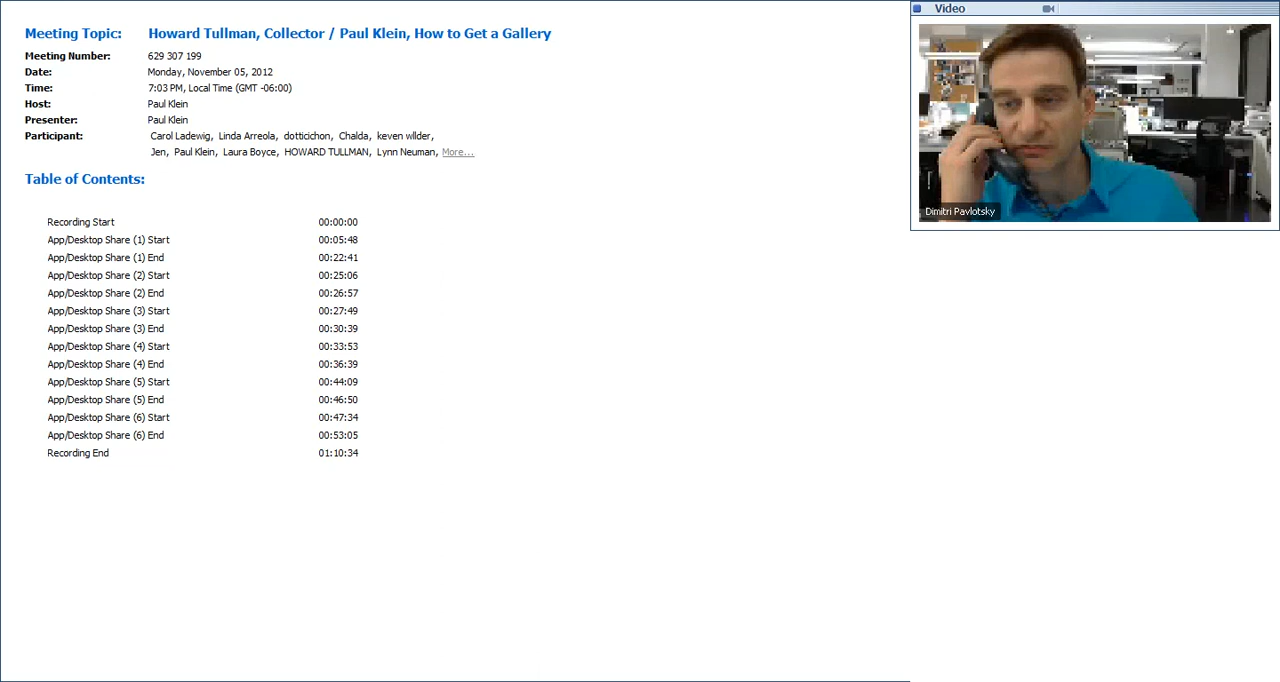 Meeting Topic: Howard Tullman, Collector / Paul Klein, How to Get a Gallery
Meeting Number: 629 307 199
Date: Monday, November 05, 2012
Time: 7:03 PM, Local Time (GMT -06:00)
Host: Paul Klein
Presenter: Paul Klein
Participant: Carol Ladewig, Linda Arreola, dotticichon, Chalda, keven wllder,
Jen, Paul Klein, Laura Boyce, HOWARD TULLMAN, Lynn Neuman, More...
Table of Contents:
Recording Start 00:00:00
App/Desktop Share (1) Start 00:05:48
App/Desktop Share (1) End 00:22:41
App/Desktop Share (2) Start 00:25:06
App/Desktop Share (2) End 00:26:57
App/Desktop Share (3) Start 00:27:49
App/Desktop Share (3) End 00:30:39
App/Desktop Share (4) Start 00:33:53
App/Desktop Share (4) End 00:36:39
App/Desktop Share (5) Start 00:44:09
App/Desktop Share (5) End 00:46:50
App/Desktop Share (6) Start 00:47:34
App/Desktop Share (6) End 00:53:05
Recording End 01:10:34
Video
Dimitri Pavlotsky